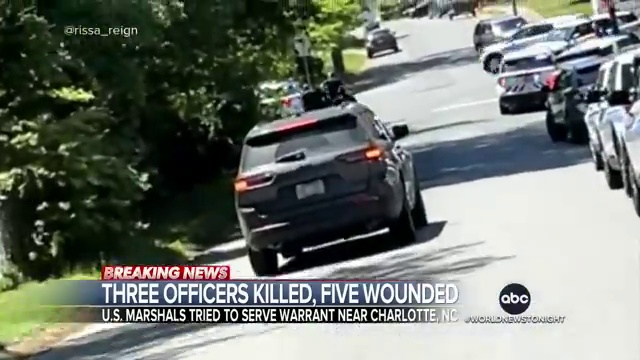 @rissa_reign
BREAKING NEWS
THREE OFFICERS KILLED, FIVE WOUNDED
U.S. MARSHALS TRIED TO SERVE WARRANT NEAR CHARLOTTE, NC
abc
#WORLDNEWSTONIGHT